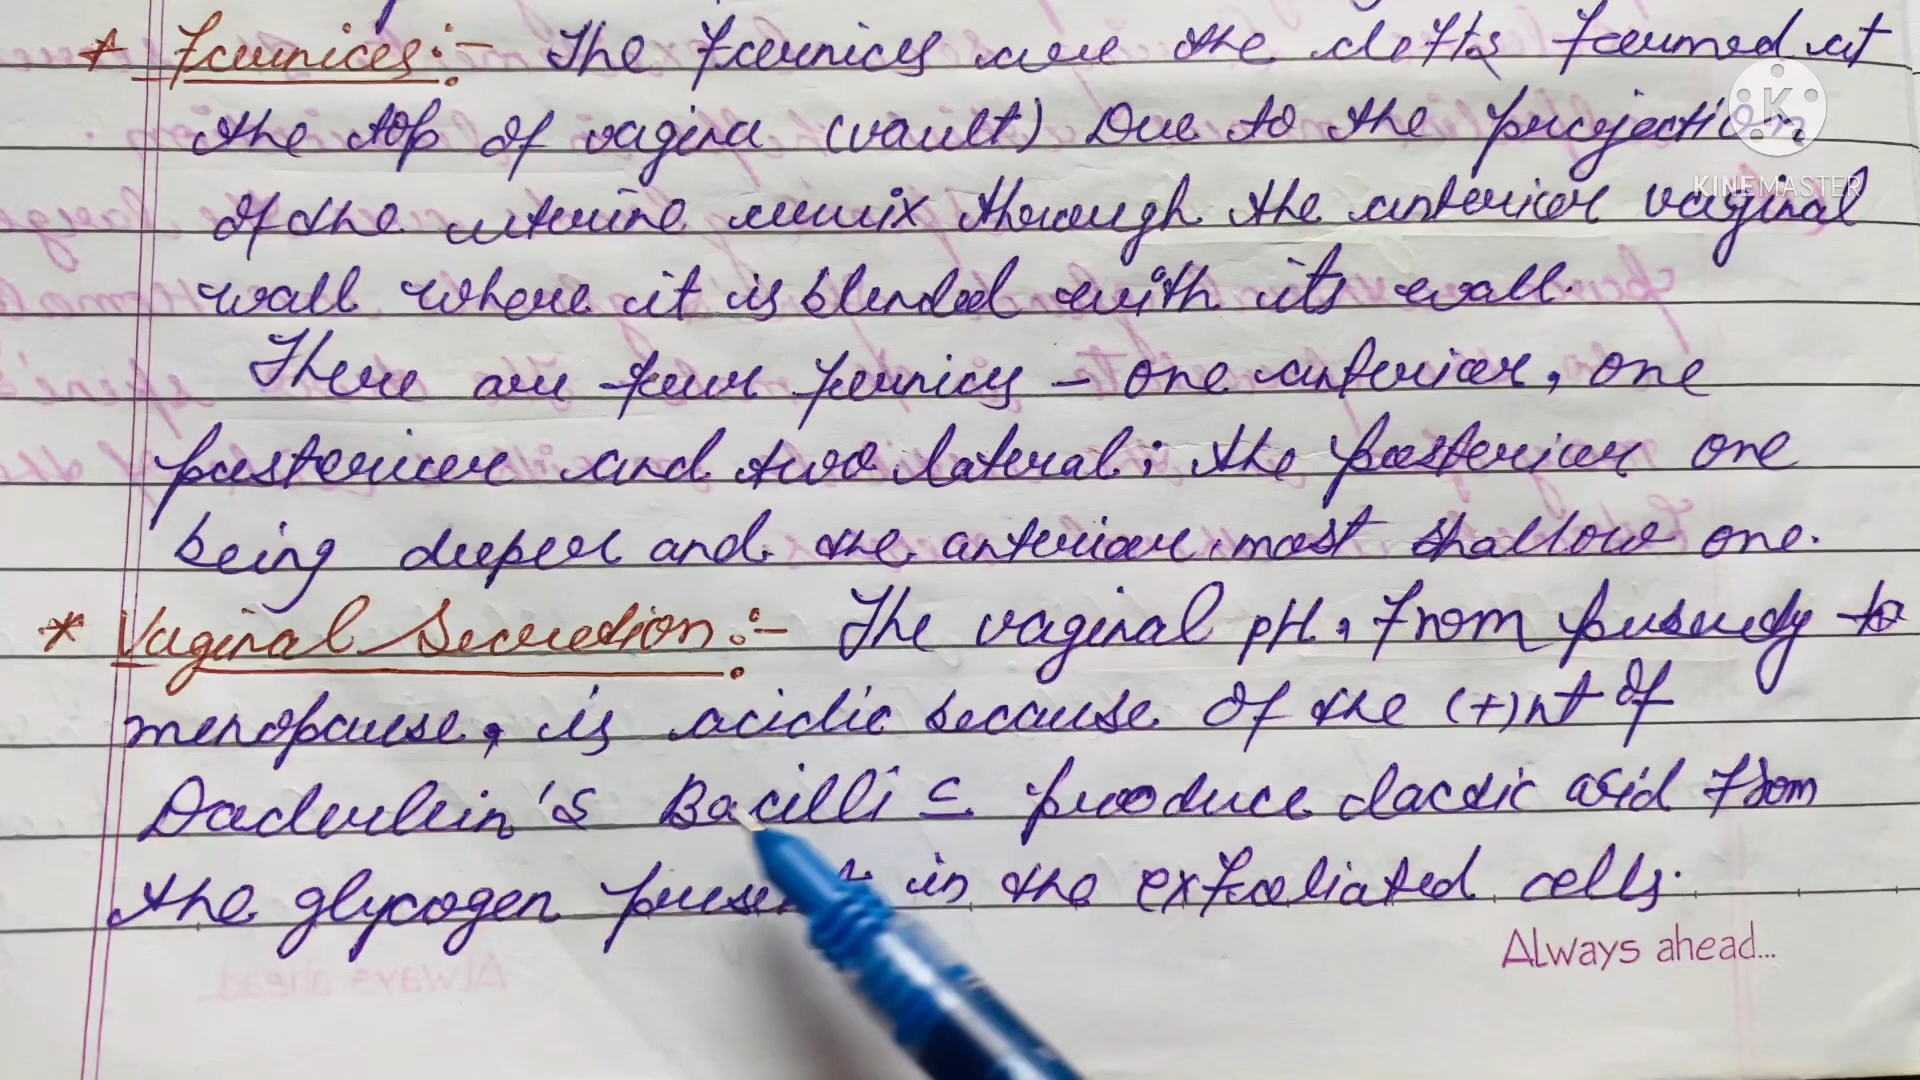 * Fornices:- The fornices are the clefts formed at
the top of vagina (vault) Due to the projection
of the uterine cervix through the anterior vaginal
wall where it is blended with its wall.
There are four fornices - one anterior, one
posterior and two lateral; the posterior one
being deeper and the anterior, most shallow one.
* Vaginal Secretion:- The vaginal pH, from puberty to
menopause, is acidic because of the (+)nt of
Daderlein's Bacilli c̲ produce lactic acid from
the glycogen present in the exfoliated cells.
Always ahead...
K
KINEMASTER